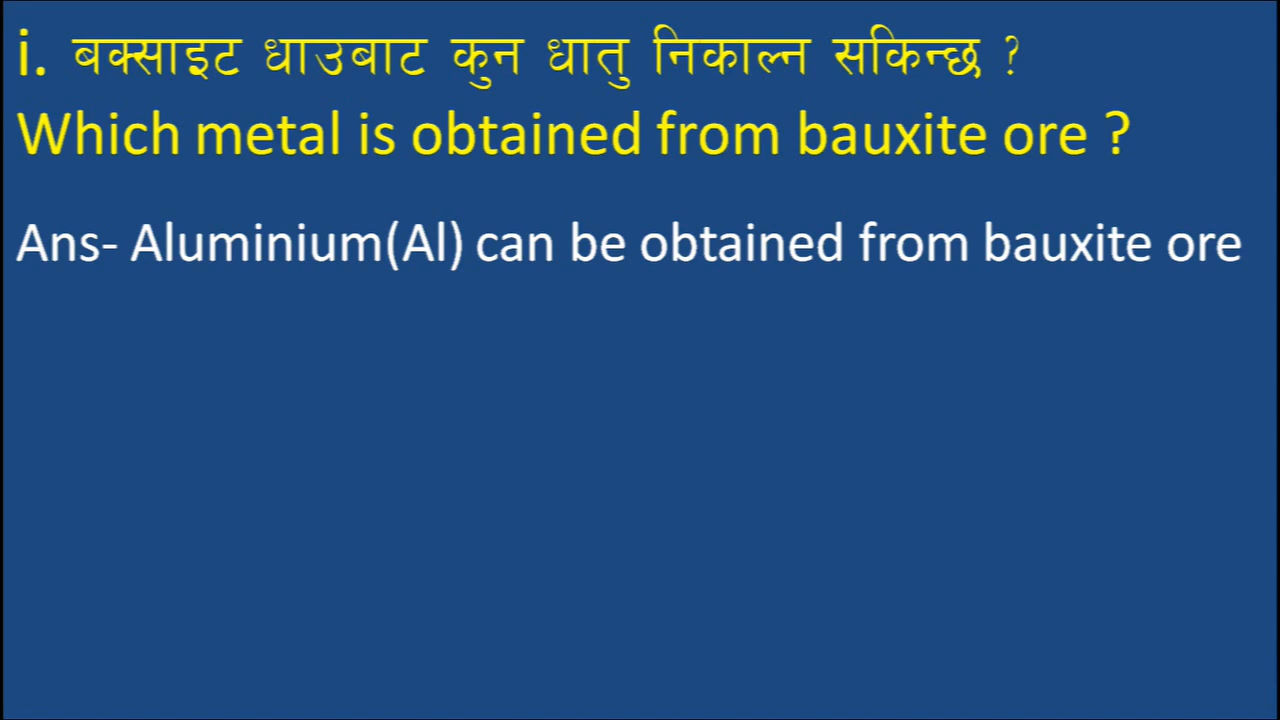 i. बक्साइट धाउबाट कुन धातु निकाल्न सकिन्छ ?
Which metal is obtained from bauxite ore ?
Ans- Aluminium(Al) can be obtained from bauxite ore